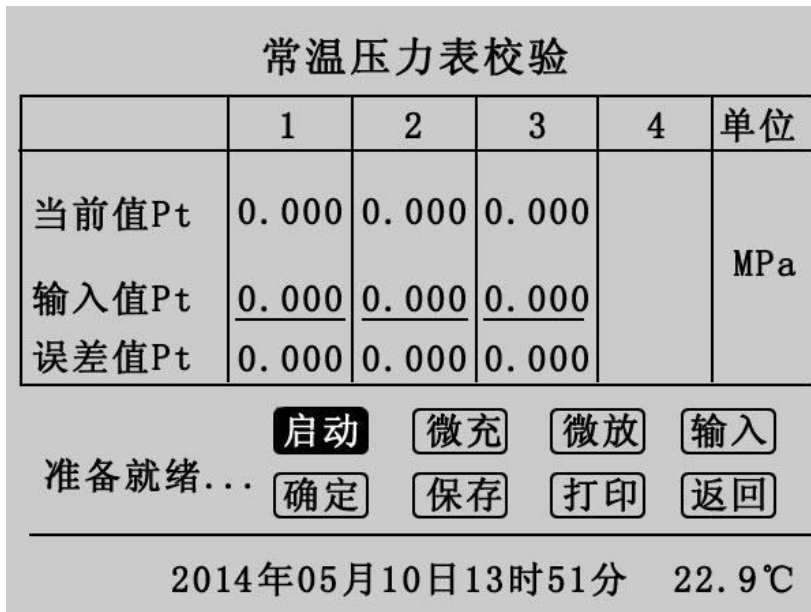 常温压力表校验
1 2 3 4 单位
当前值Pt 0.000 0.000 0.000
MPa
输入值Pt 0.000 0.000 0.000
误差值Pt 0.000 0.000 0.000
启动 微充 微放 输入
准备就绪...
确定 保存 打印 返回
2014年05月10日13时51分 22.9℃